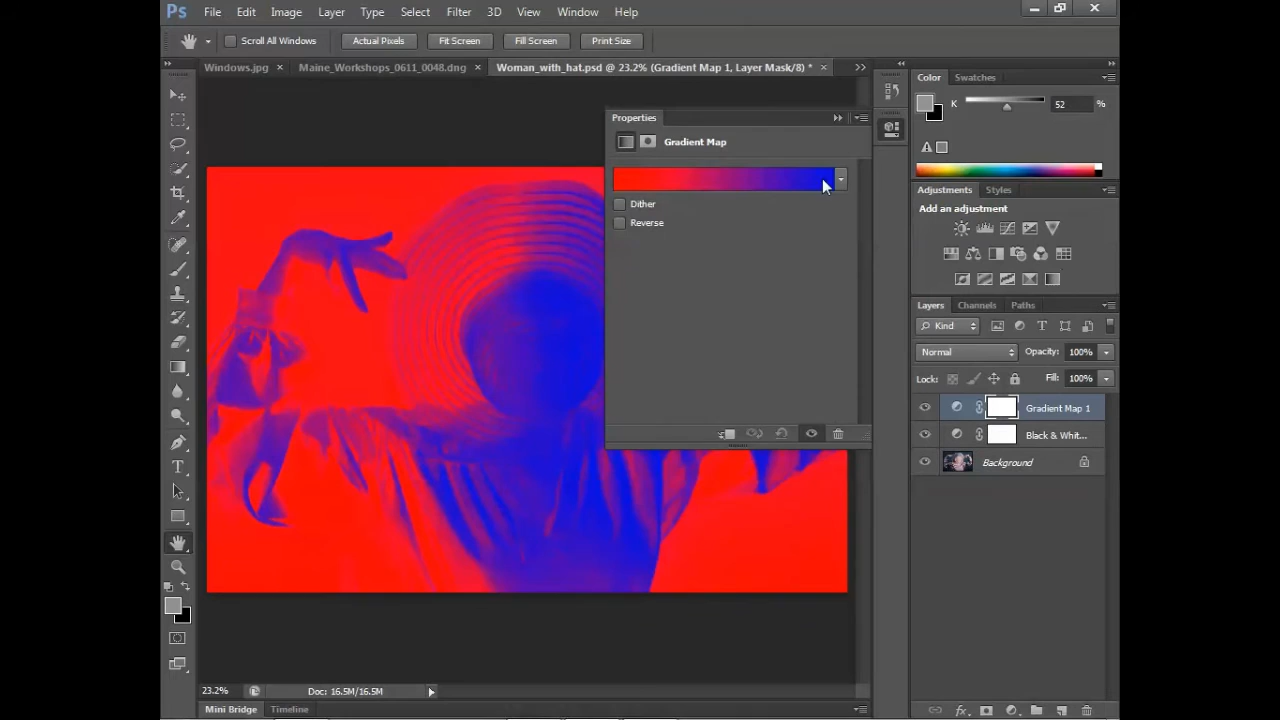 Ps File Edit Image Layer Type Select Filter 3D View Window Help
Scroll All Windows Actual Pixels Fit Screen Fill Screen Print Size
Windows.jpg × Maine_Workshops_0611_0048.dng × Woman_with_hat.psd @ 23.2% (Gradient Map 1, Layer Mask/8) * ×
Color Swatches
K 52 %
Properties
Gradient Map
Dither
Reverse
Adjustments Styles
Add an adjustment
Layers Channels Paths
Kind
Normal Opacity: 100%
Lock: Fill: 100%
Gradient Map 1
Black & Whit...
Background
23.2% Doc: 16.5M/16.5M
Mini Bridge Timeline